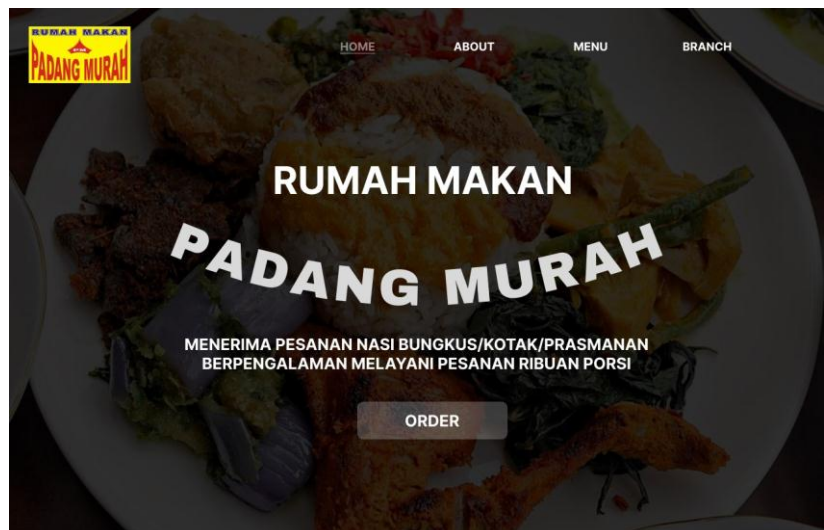 RUMAH MAKAN
PADANG MURAH
HOME ABOUT MENU BRANCH
RUMAH MAKAN
PADANG MURAH
MENERIMA PESANAN NASI BUNGKUS/KOTAK/PRASMANAN
BERPENGALAMAN MELAYANI PESANAN RIBUAN PORSI
ORDER